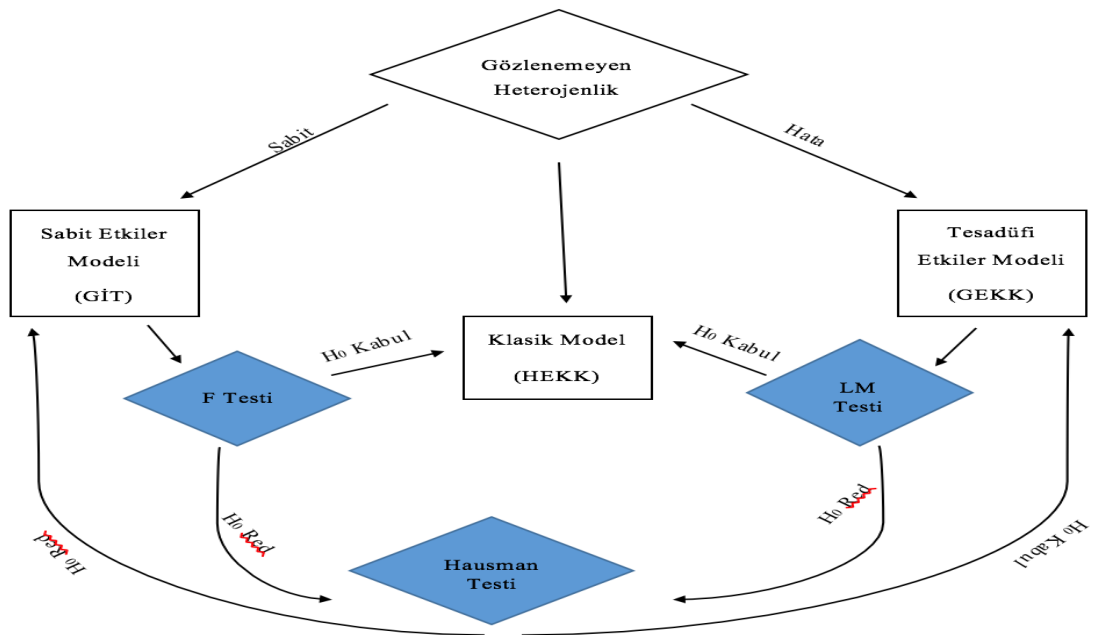 Gözlenemeyen
Heterojenlik
Sabit
Hata
Sabit Etkiler
Modeli
(GİT)
Tesadüfi
Etkiler Modeli
(GEKK)
Klasik Model
(HEKK)
H0 Kabul
H0 Kabul
F Testi
LM
Testi
H0 Red
H0 Red
H0 Red
H0 Kabul
Hausman
Testi